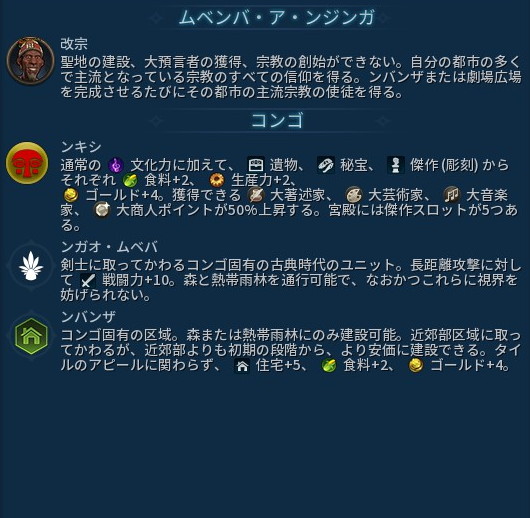 ムベンバ・ア・ンジンガ
改宗
聖地の建設、大預言者の獲得、宗教の創始ができない。自分の都市の多く
で主流となっている宗教のすべての信仰を得る。ンバンザまたは劇場広場
を完成させるたびにその都市の主流宗教の使徒を得る。
コンゴ
ンキシ
通常の 文化力に加えて、 遺物、 秘宝、 傑作 (彫刻) から
それぞれ 食料+2、 生産力+2、
ゴールド+4。獲得できる 大著述家、 大芸術家、 大音楽
家、 大商人ポイントが50%上昇する。宮殿には傑作スロットが5つあ
る。
ンガオ・ムベバ
剣士に取ってかわるコンゴ固有の古典時代のユニット。長距離攻撃に対し
て 戦闘力+10。森と熱帯雨林を通行可能で、なおかつこれらに視界を
妨げられない。
ンバンザ
コンゴ固有の区域。森または熱帯雨林にのみ建設可能。近郊部区域に取っ
てかわるが、近郊部よりも初期の段階から、より安価に建設できる。タイ
ルのアピールに関わらず、 住宅+5、 食料+2、 ゴールド+4。